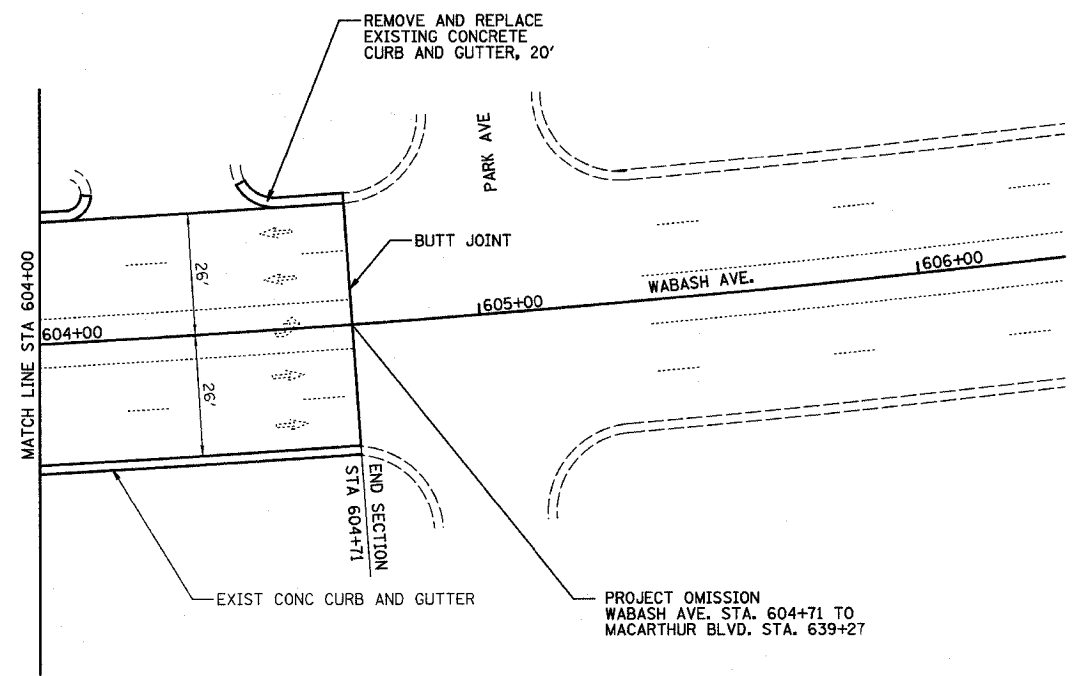 REMOVE AND REPLACE
EXISTING CONCRETE
CURB AND GUTTER, 20'
PARK AVE
BUTT JOINT
26'
MATCH LINE STA 604+00
604+00
605+00
WABASH AVE.
606+00
26'
END SECTION
STA 604+71
EXIST CONC CURB AND GUTTER
PROJECT OMISSION
WABASH AVE. STA. 604+71 TO
MACARTHUR BLVD. STA. 639+27